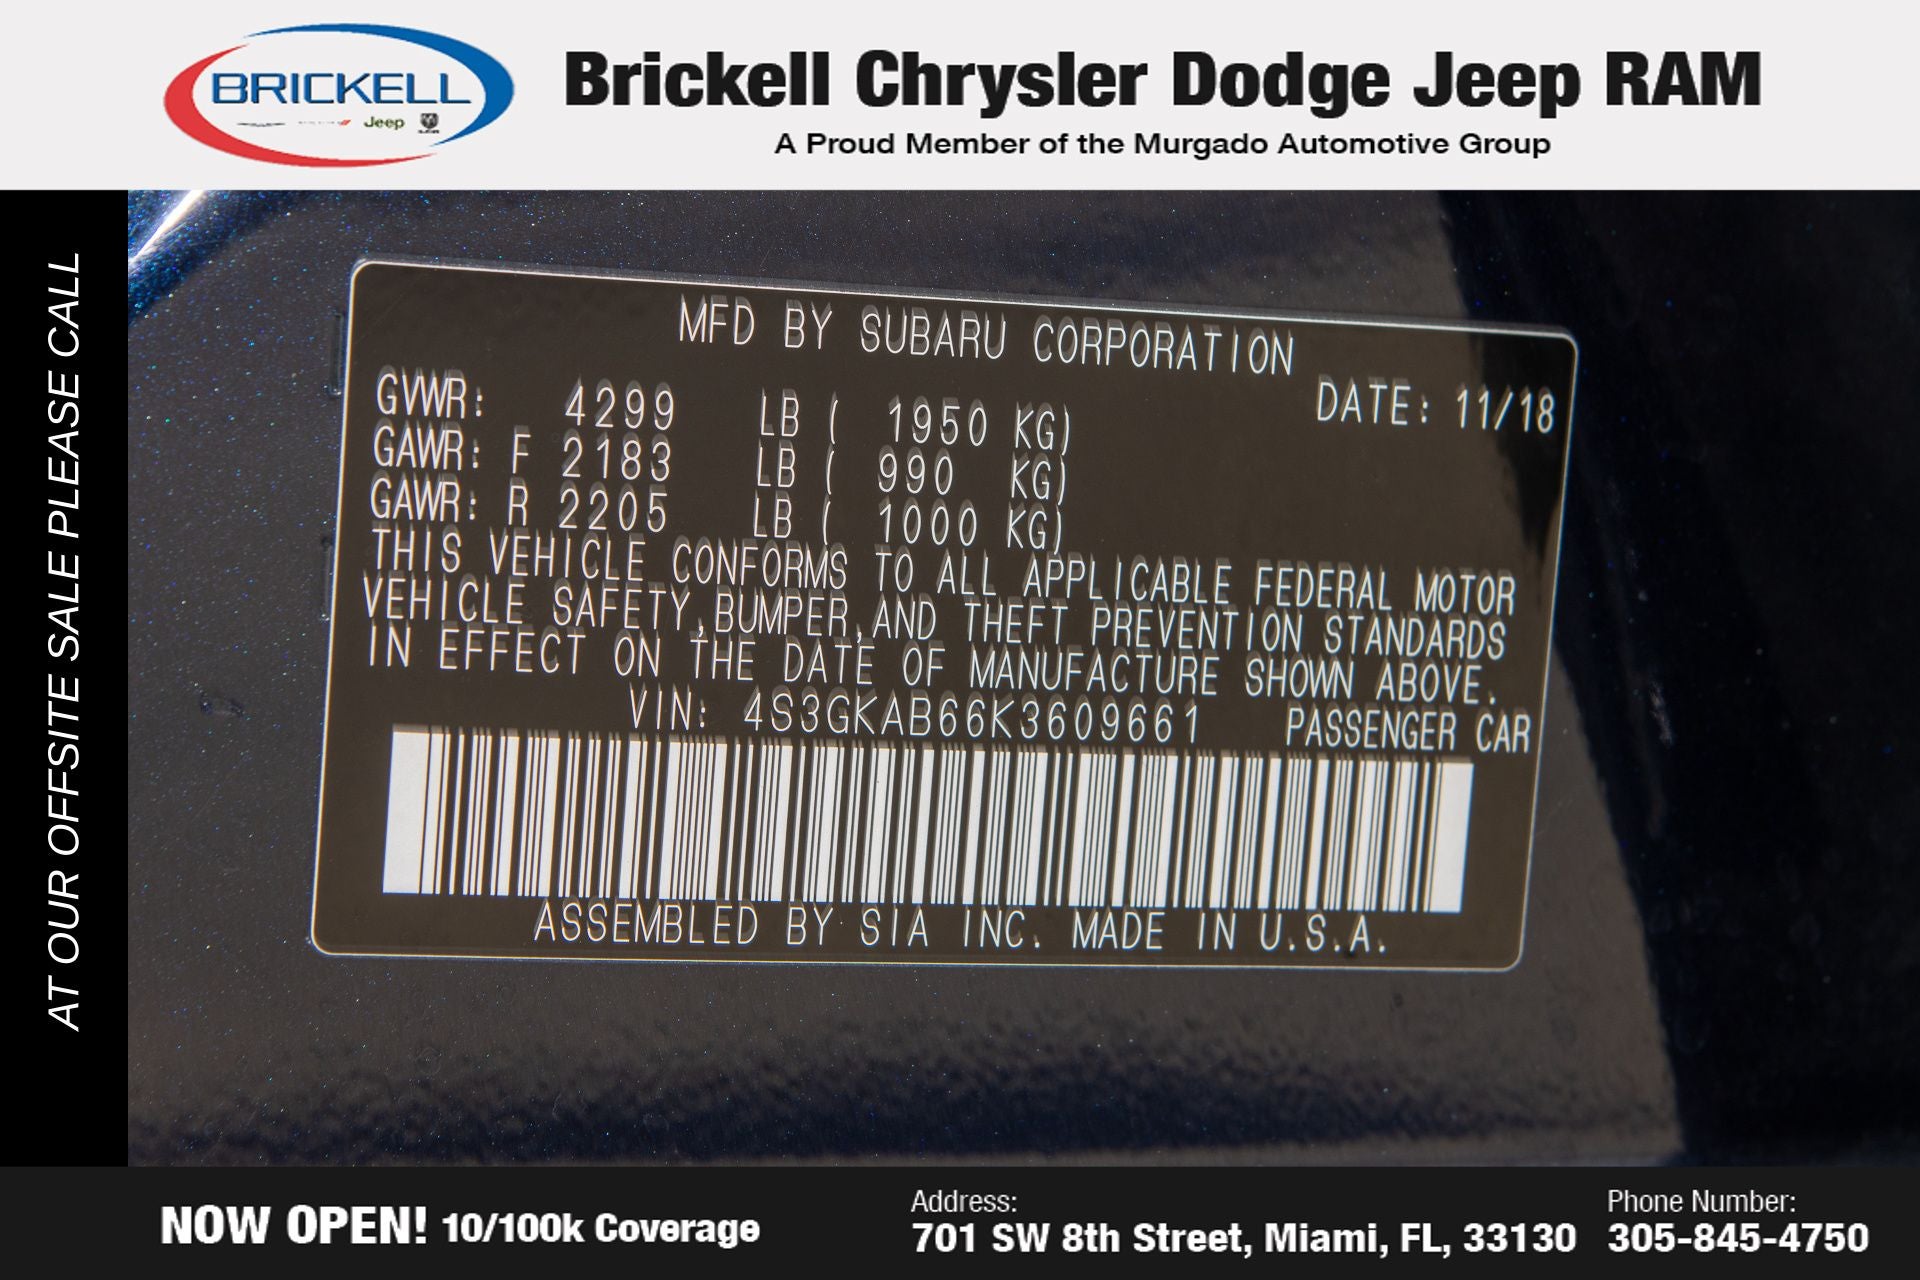 BRICKELL
Jeep
Brickell Chrysler Dodge Jeep RAM
A Proud Member of the Murgado Automotive Group
AT OUR OFFSITE SALE PLEASE CALL
MFD BY SUBARU CORPORATION
DATE: 11/18
GVWR: 4299 LB ( 1950 KG)
GAWR: F 2183 LB ( 990 KG)
GAWR: R 2205 LB ( 1000 KG)
THIS VEHICLE CONFORMS TO ALL APPLICABLE FEDERAL MOTOR
VEHICLE SAFETY,BUMPER,AND THEFT PREVENTION STANDARDS
IN EFFECT ON THE DATE OF MANUFACTURE SHOWN ABOVE.
VIN: 4S3GKAB66K3609661 PASSENGER CAR
ASSEMBLED BY SIA INC. MADE IN U.S.A.
NOW OPEN! 10/100k Coverage
Address:
701 SW 8th Street, Miami, FL, 33130
Phone Number:
305-845-4750